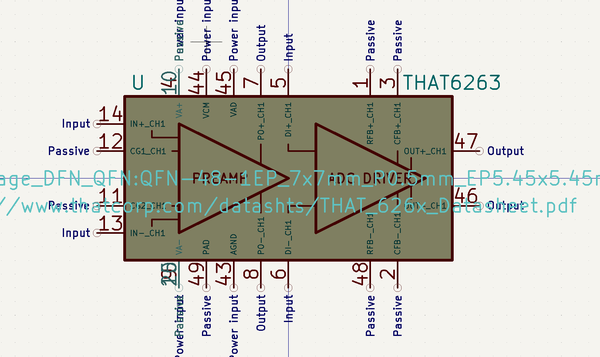 Power input
Power input
Power input
Output
Input
Passive
Passive
44
45
7
5
1
3
U
THAT6263
VA+
VCM
VAD
PO+_CH1
DI+_CH1
RFB+_CH1
CFB+_CH1
Input
14
IN+_CH1
Passive
12
CG1_CH1
OUT+_CH1
47
Output
PREAMP
ADC DRIVER
age_DFN_QFN:QFN-48-1EP_7x7mm_P0.5mm_EP5.45x5.45m
Passive
11
CG2_CH1
46
Output
//www.thatcorp.com/datashts/THAT_626x_Datasheet.pdf
Input
13
IN-_CH1
VA-
PAD
AGND
PO-_CH1
DI-_CH1
RFB-_CH1
CFB-_CH1
49
43
8
6
48
2
Power input
Passive
Power input
Output
Input
Passive
Passive